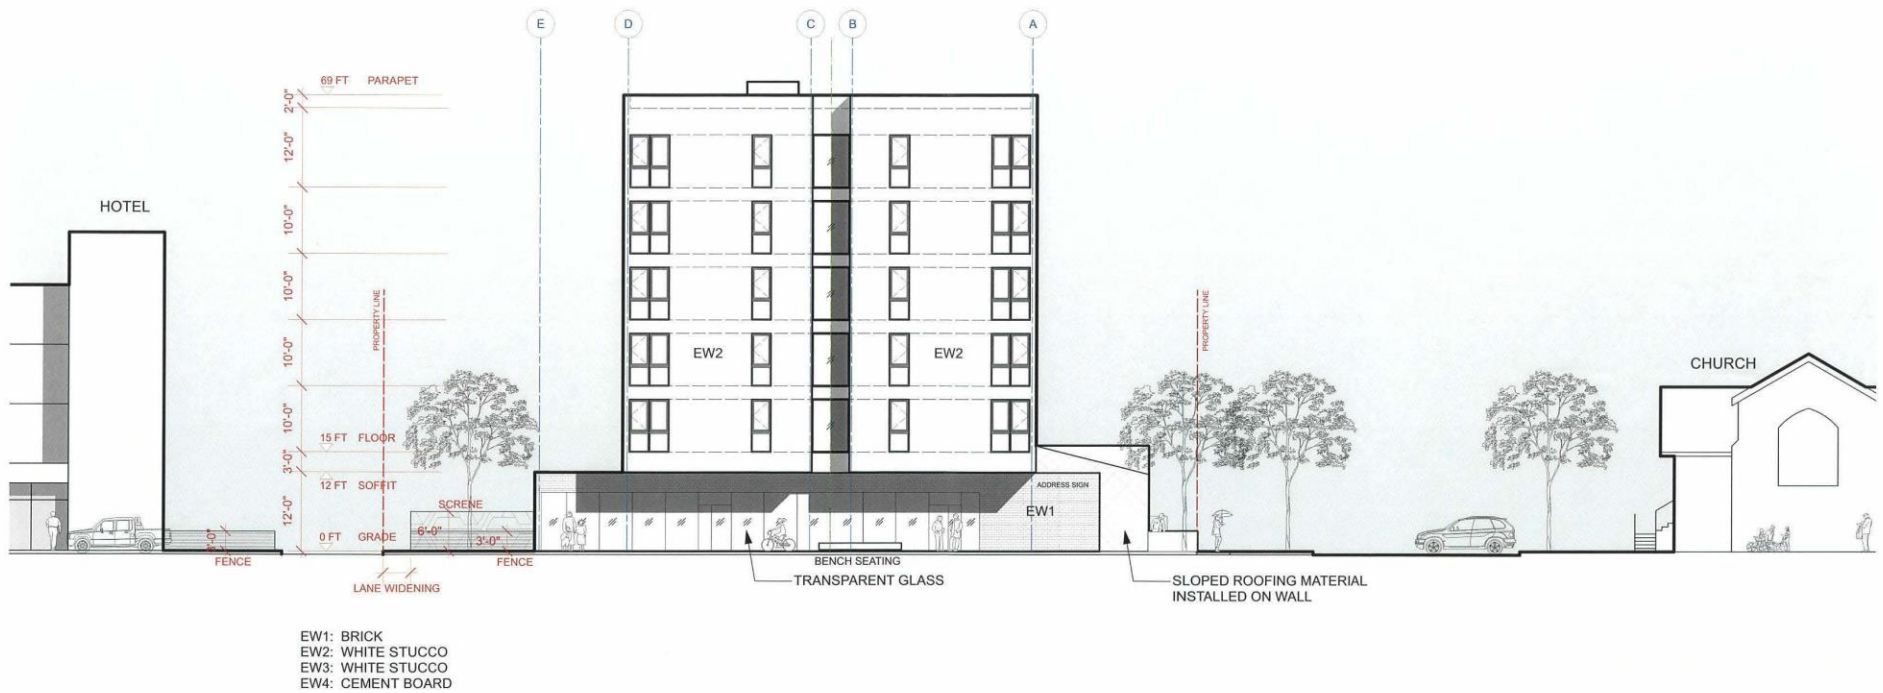 E
D
C
B
A
69 FT PARAPET
2'-0"
12'-0"
10'-0"
10'-0"
10'-0"
10'-0"
3'-0"
12'-0"
HOTEL
PROPERTY LINE
PROPERTY LINE
EW2
EW2
CHURCH
15 FT FLOOR
12 FT SOFFIT
0 FT GRADE
SCRENE
6'-0"
3'-0"
FENCE
FENCE
LANE WIDENING
ADDRESS SIGN
EW1
BENCH SEATING
TRANSPARENT GLASS
SLOPED ROOFING MATERIAL
INSTALLED ON WALL
EW1: BRICK
EW2: WHITE STUCCO
EW3: WHITE STUCCO
EW4: CEMENT BOARD